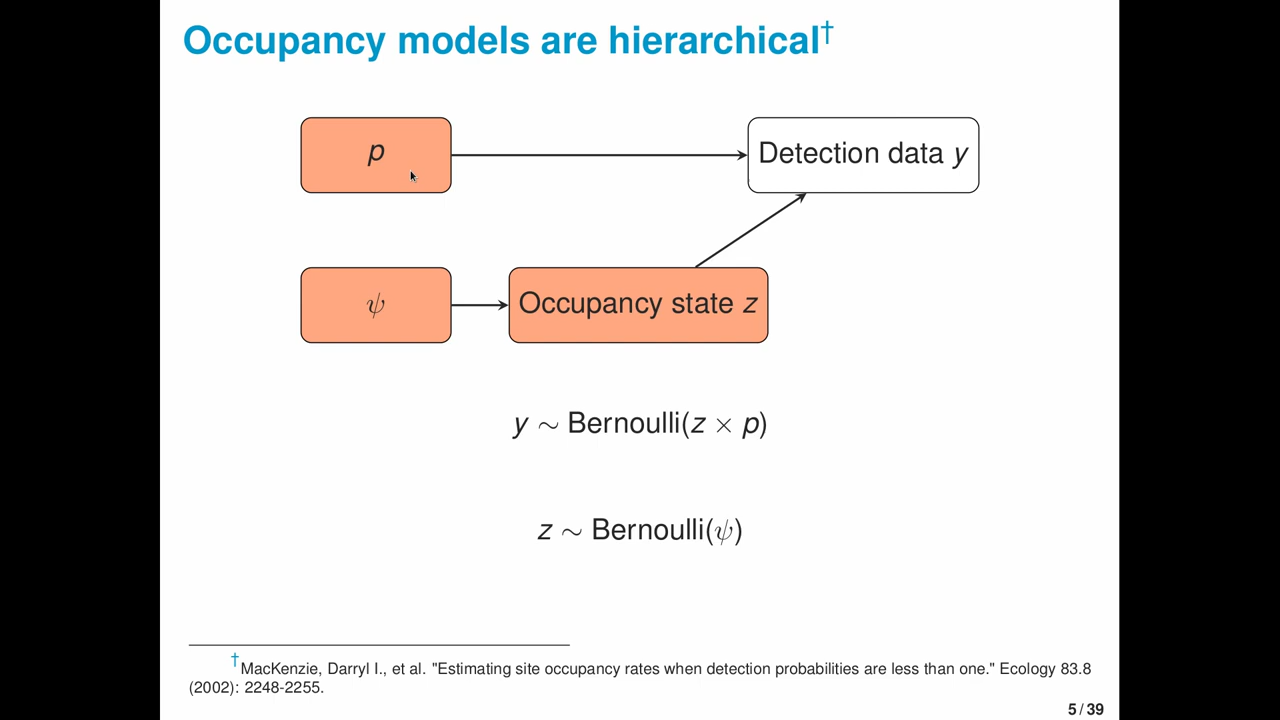 Occupancy models are hierarchical†
p
Detection data y
ψ
Occupancy state z
y ∼ Bernoulli(z × p)
z ∼ Bernoulli(ψ)
†MacKenzie, Darryl I., et al. "Estimating site occupancy rates when detection probabilities are less than one." Ecology 83.8
(2002): 2248-2255.
5 / 39